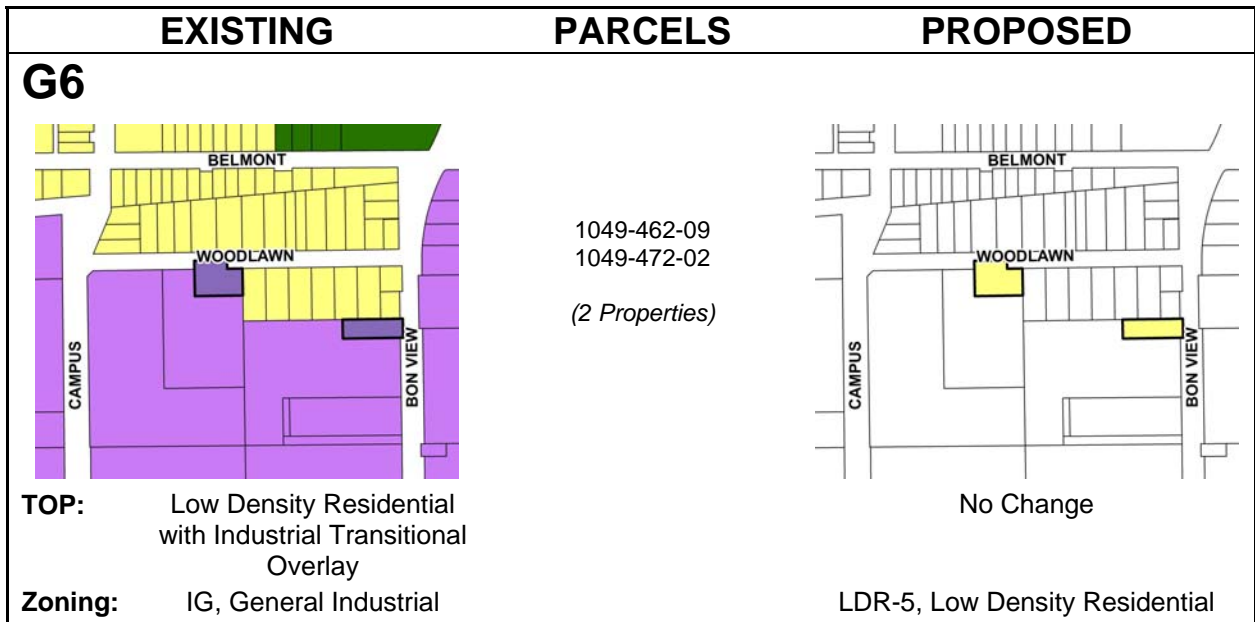 EXISTING PARCELS PROPOSED
G6
BELMONT
WOODLAWN
CAMPUS
BON VIEW
1049-462-09
1049-472-02
(2 Properties)
BELMONT
WOODLAWN
CAMPUS
BON VIEW
TOP: Low Density Residential
with Industrial Transitional
Overlay
No Change
Zoning: IG, General Industrial LDR-5, Low Density Residential